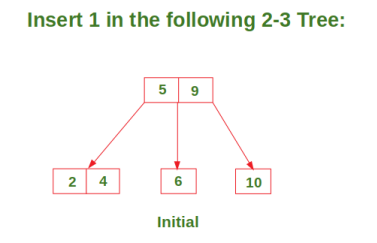 Insert 1 in the following 2-3 Tree:
5 9
2 4 6 10
Initial